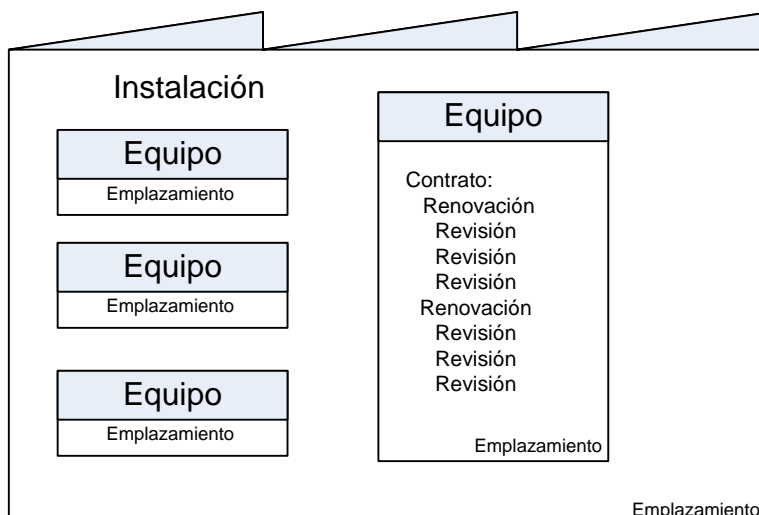 Instalación
Equipo
Emplazamiento
Equipo
Emplazamiento
Equipo
Emplazamiento
Equipo
Contrato:
Renovación
Revisión
Revisión
Revisión
Renovación
Revisión
Revisión
Revisión
Emplazamiento
Emplazamiento